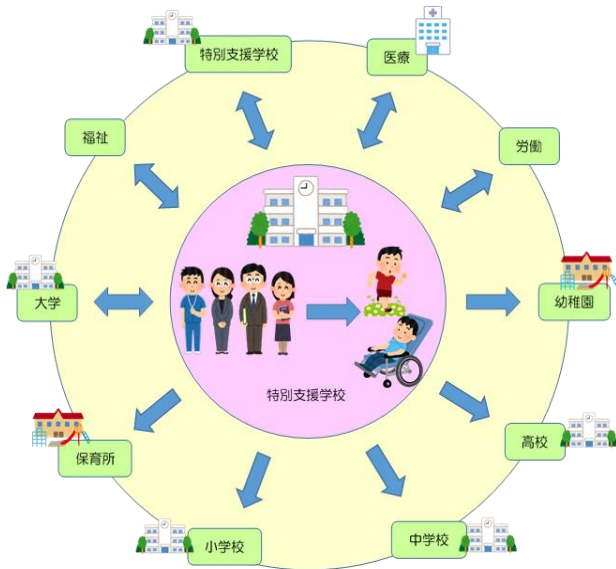 特別支援学校
医療
福祉
労働
大学
幼稚園
特別支援学校
保育所
高校
小学校
中学校